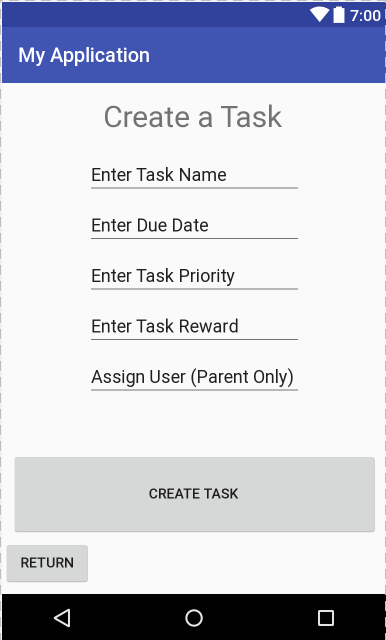 7:00
My Application
Create a Task
Enter Task Name
Enter Due Date
Enter Task Priority
Enter Task Reward
Assign User (Parent Only)
CREATE TASK
RETURN